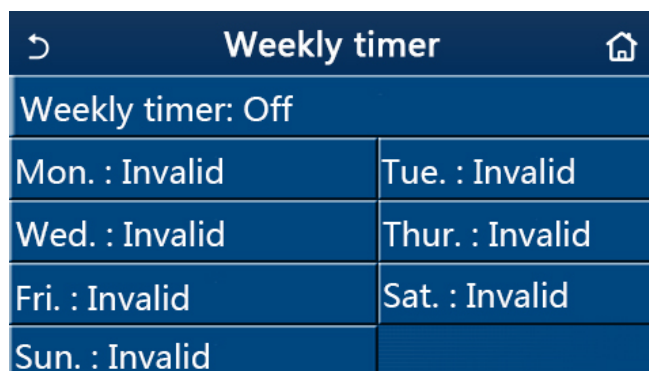 Weekly timer
Weekly timer: Off
Mon. : Invalid
Tue. : Invalid
Wed. : Invalid
Thur. : Invalid
Fri. : Invalid
Sat. : Invalid
Sun. : Invalid